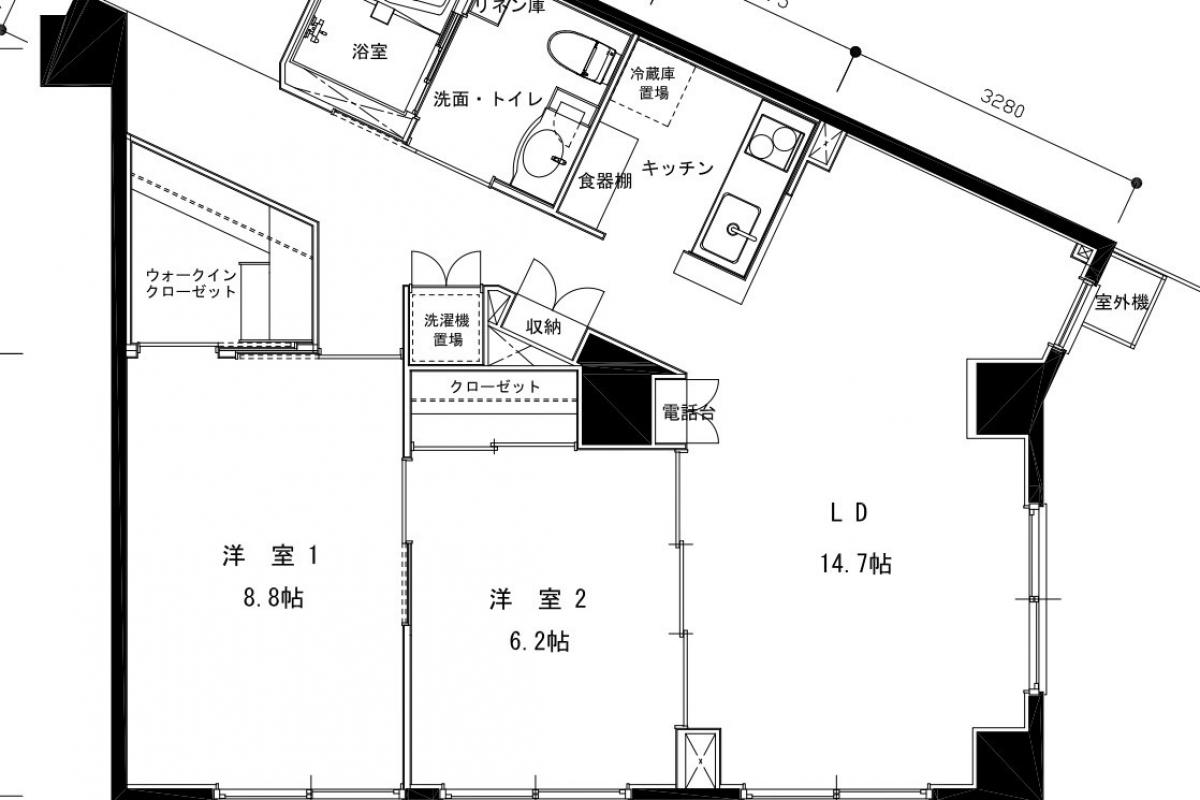 リネン庫
浴室
洗面・トイレ
冷蔵庫
置場
3280
キッチン
食器棚
ウォークイン
クローゼット
洗濯機
置場
収納
室外機
クローゼット
電話台
LD
14.7帖
洋 室 1
8.8帖
洋 室 2
6.2帖